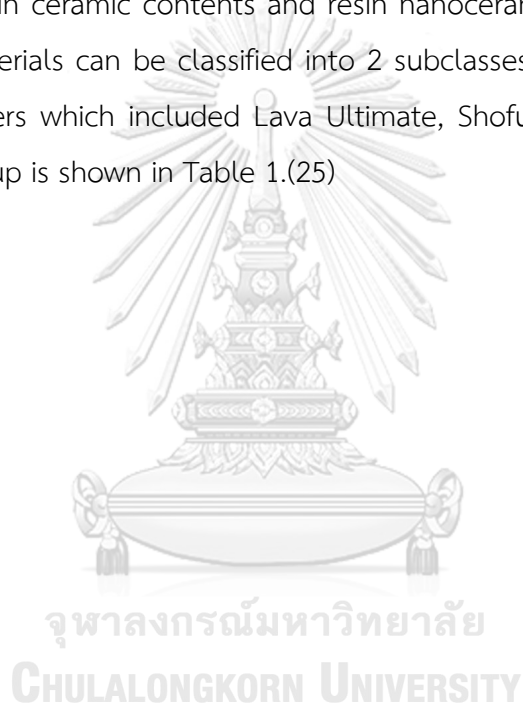 in ceramic contents and resin nanoceram
erials can be classified into 2 subclasses
ers which included Lava Ultimate, Shofu
up is shown in Table 1.(25)
จุฬาลงกรณ์มหาวิทยาลัย
CHULALONGKORN UNIVERSITY